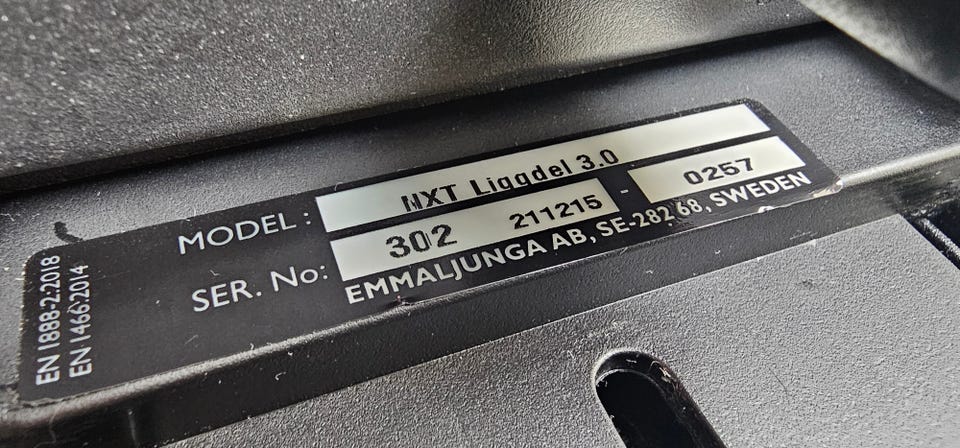 MODEL: NXT Liggdel 3.0
SER. No: 302 211215 - 0257
EMMALJUNGA AB, SE-282 68, SWEDEN
EN 1888-2:2018
EN 1466:2014